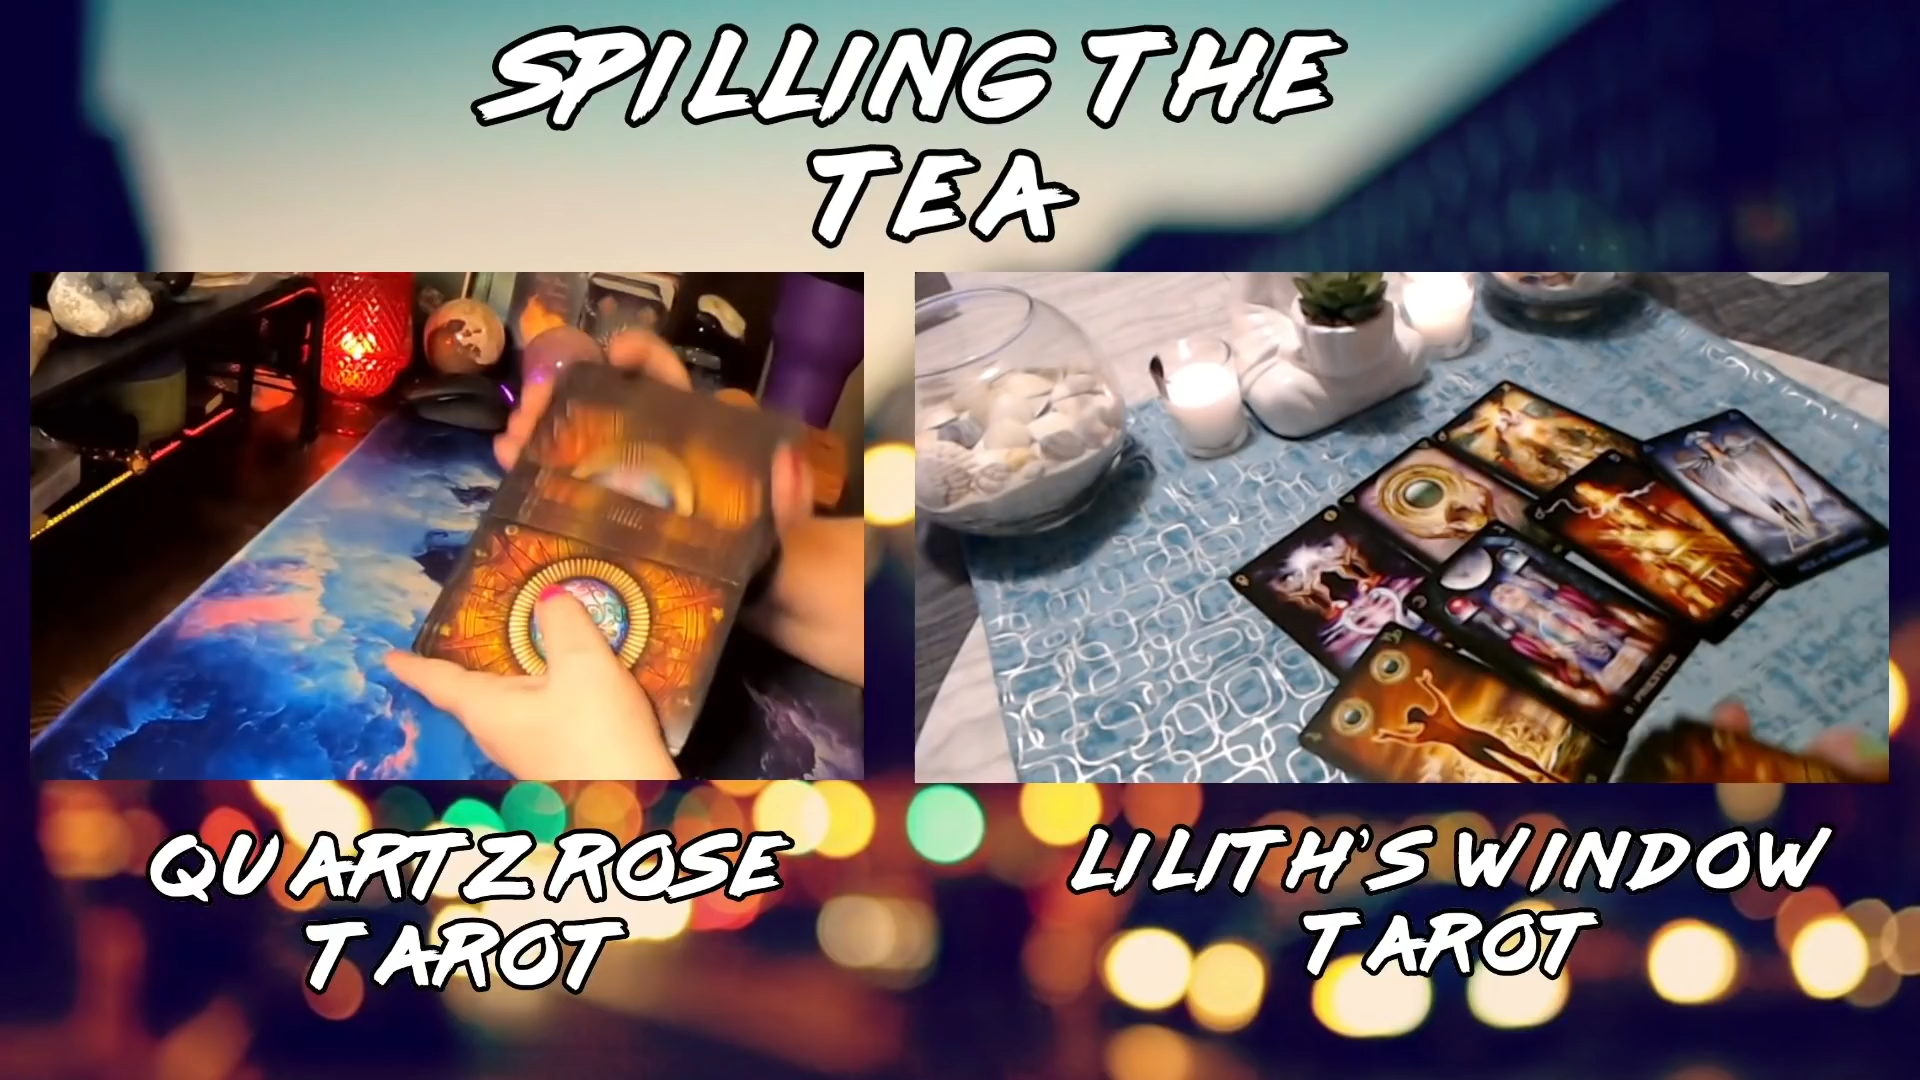 SPILLING THE
TEA
QUARTZ ROSE
TAROT
LILITH'S WINDOW
TAROT